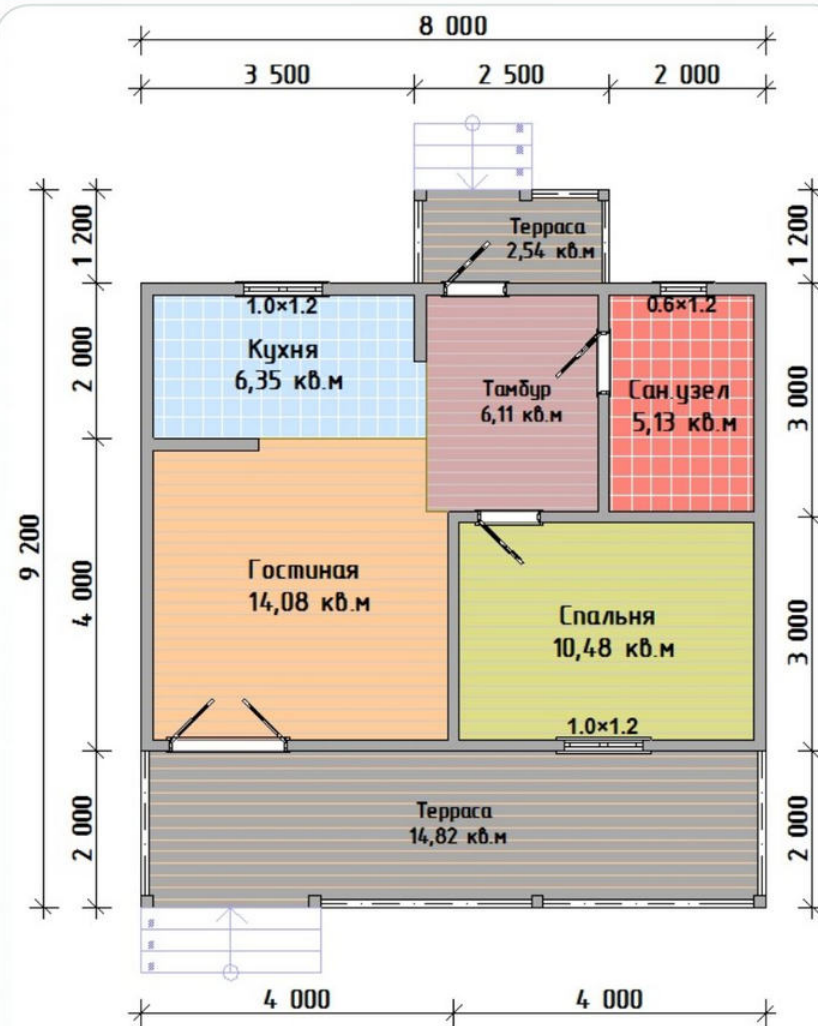 8 000
3 500
2 500
2 000
1 200
2 000
4 000
2 000
9 200
1 200
3 000
3 000
2 000
Терраса
2,54 кв.м
1.0×1.2
Кухня
6,35 кв.м
Тамбур
6,11 кв.м
0.6×1.2
Сан.узел
5,13 кв.м
Гостиная
14,08 кв.м
Спальня
10,48 кв.м
1.0×1.2
Терраса
14,82 кв.м
4 000
4 000